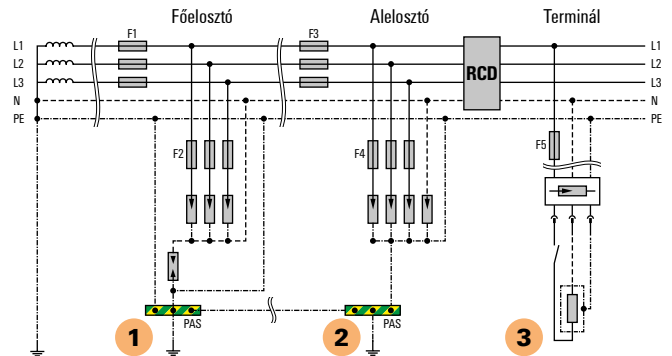 Főelosztó Alelosztó Terminál
F1 F3
L1 L1
L2 L2
L3 RCD L3
N N
PE PE
F2 F4 F5
PAS PAS
1 2 3